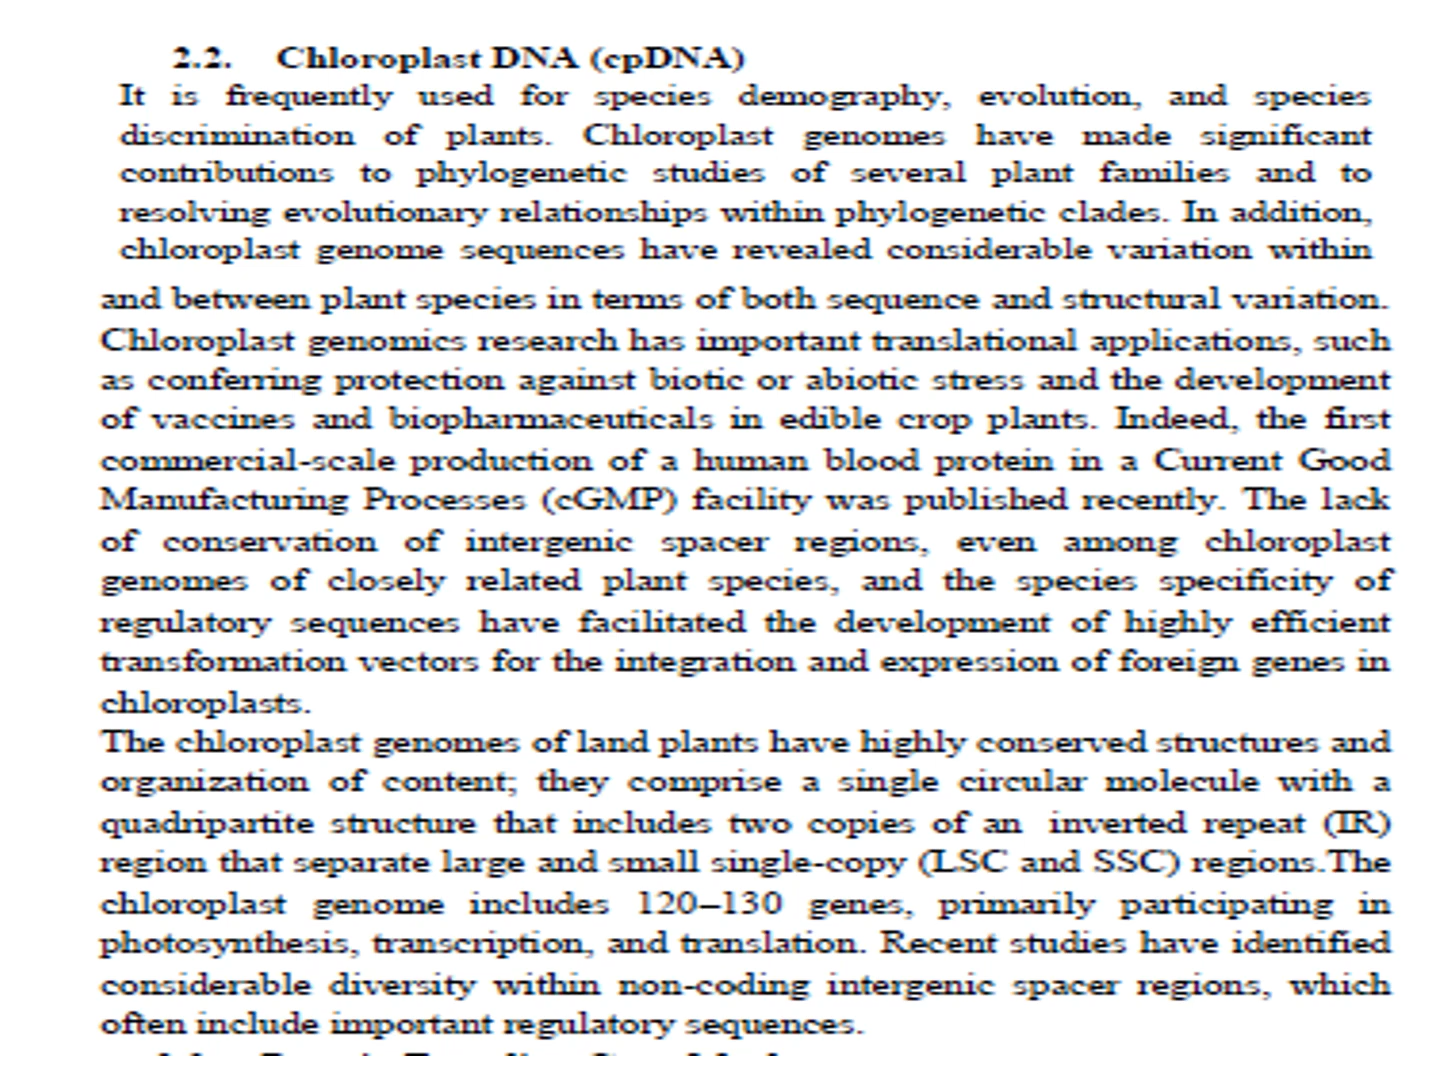 2.2. Chloroplast DNA (cpDNA)
It is frequently used for species demography, evolution, and species
discrimination of plants. Chloroplast genomes have made significant
contributions to phylogenetic studies of several plant families and to
resolving evolutionary relationships within phylogenetic clades. In addition,
chloroplast genome sequences have revealed considerable variation within
and between plant species in terms of both sequence and structural variation.
Chloroplast genomics research has important translational applications, such
as conferring protection against biotic or abiotic stress and the development
of vaccines and biopharmaceuticals in edible crop plants. Indeed, the first
commercial-scale production of a human blood protein in a Current Good
Manufacturing Processes (cGMP) facility was published recently. The lack
of conservation of intergenic spacer regions, even among chloroplast
genomes of closely related plant species, and the species specificity of
regulatory sequences have facilitated the development of highly efficient
transformation vectors for the integration and expression of foreign genes in
chloroplasts.
The chloroplast genomes of land plants have highly conserved structures and
organization of content; they comprise a single circular molecule with a
quadripartite structure that includes two copies of an inverted repeat (IR)
region that separate large and small single-copy (LSC and SSC) regions.The
chloroplast genome includes 120–130 genes, primarily participating in
photosynthesis, transcription, and translation. Recent studies have identified
considerable diversity within non-coding intergenic spacer regions, which
often include important regulatory sequences.